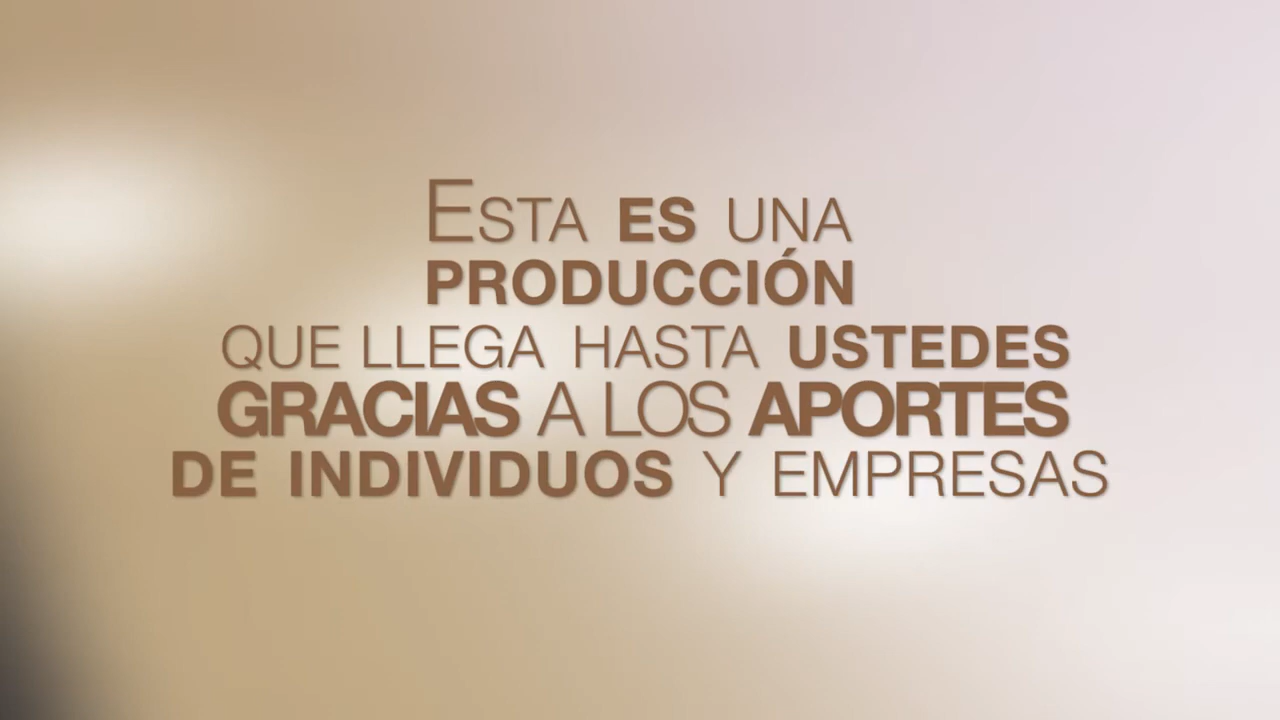 ESTA ES UNA
PRODUCCIÓN
QUE LLEGA HASTA USTEDES
GRACIAS A LOS APORTES
DE INDIVIDUOS Y EMPRESAS